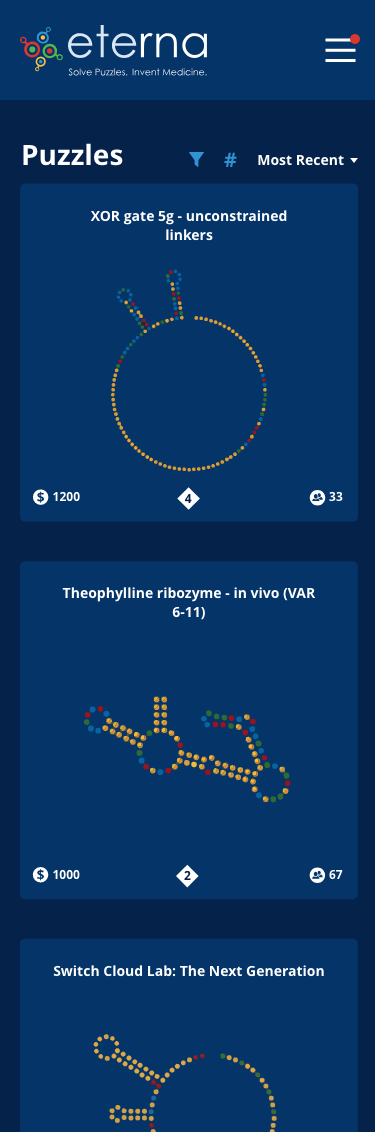 eterna
Solve Puzzles. Invent Medicine.
Puzzles
#
Most Recent
XOR gate 5g - unconstrained
linkers
$ 1200
4
33
Theophylline ribozyme - in vivo (VAR
6-11)
$ 1000
2
67
Switch Cloud Lab: The Next Generation